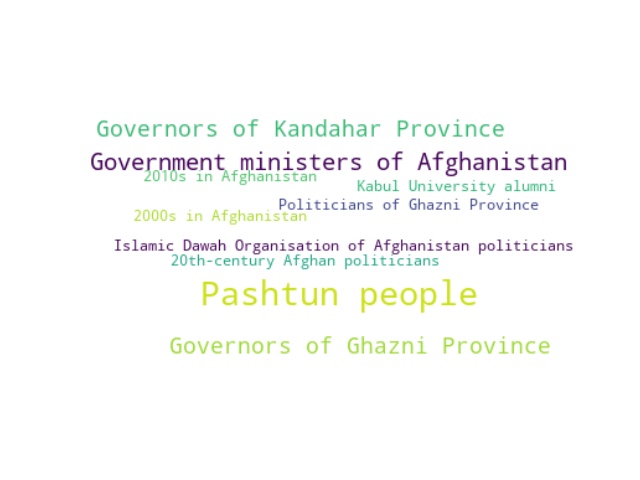 Governors of Kandahar Province
Government ministers of Afghanistan
2010s in Afghanistan
Kabul University alumni
Politicians of Ghazni Province
2000s in Afghanistan
Islamic Dawah Organisation of Afghanistan politicians
20th-century Afghan politicians
Pashtun people
Governors of Ghazni Province